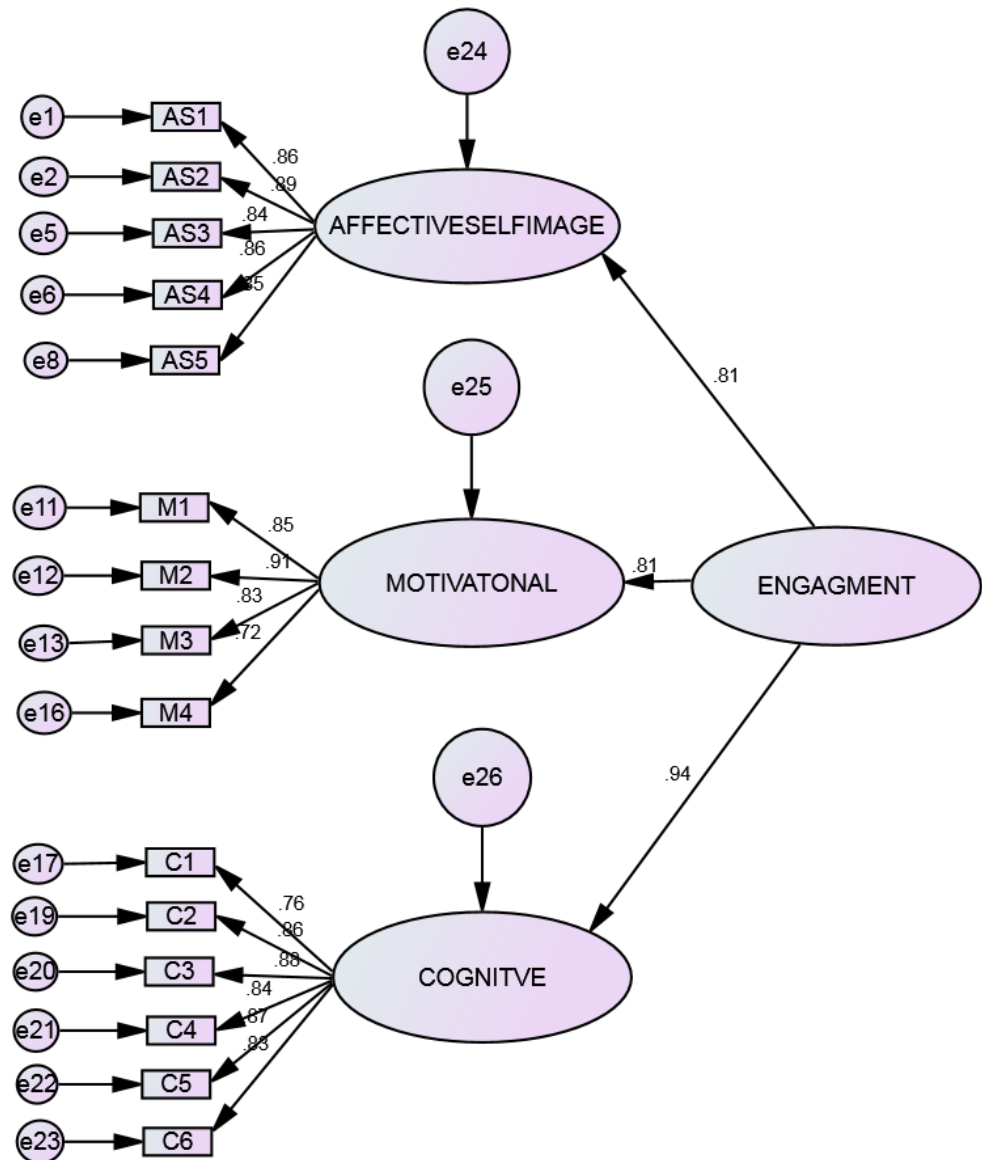 e24
e1
AS1
.86
e2
AS2
.89
e5
AS3
.84
AFFECTIVESELFIMAGE
.86
e6
AS4
.85
e8
AS5
.81
e25
e11
M1
.85
e12
M2
.91
MOTIVATONAL
.81
ENGAGMENT
.83
e13
M3
.72
e16
M4
e26
.94
e17
C1
.76
e19
C2
.86
e20
C3
.88
COGNITVE
.84
e21
C4
.87
.83
e22
C5
e23
C6